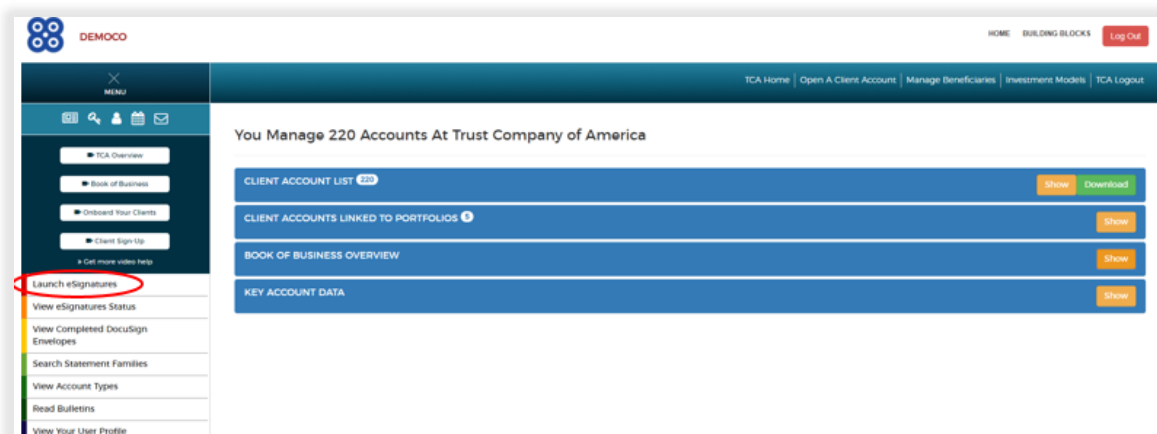 DEMOCO
HOME BUILDING BLOCKS Log Out
MENU
TCA Home | Open A Client Account | Manage Beneficiaries | Investment Models | TCA Logout
TCA Overview
Book of Business
Onboard Your Clients
Client Sign-Up
Get more video help
Launch eSignatures
View eSignatures Status
View Completed DocuSign
Envelopes
Search Statement Families
View Account Types
Read Bulletins
View Your User Profile
You Manage 220 Accounts At Trust Company of America
CLIENT ACCOUNT LIST 220 Show Download
CLIENT ACCOUNTS LINKED TO PORTFOLIOS 5 Show
BOOK OF BUSINESS OVERVIEW Show
KEY ACCOUNT DATA Show